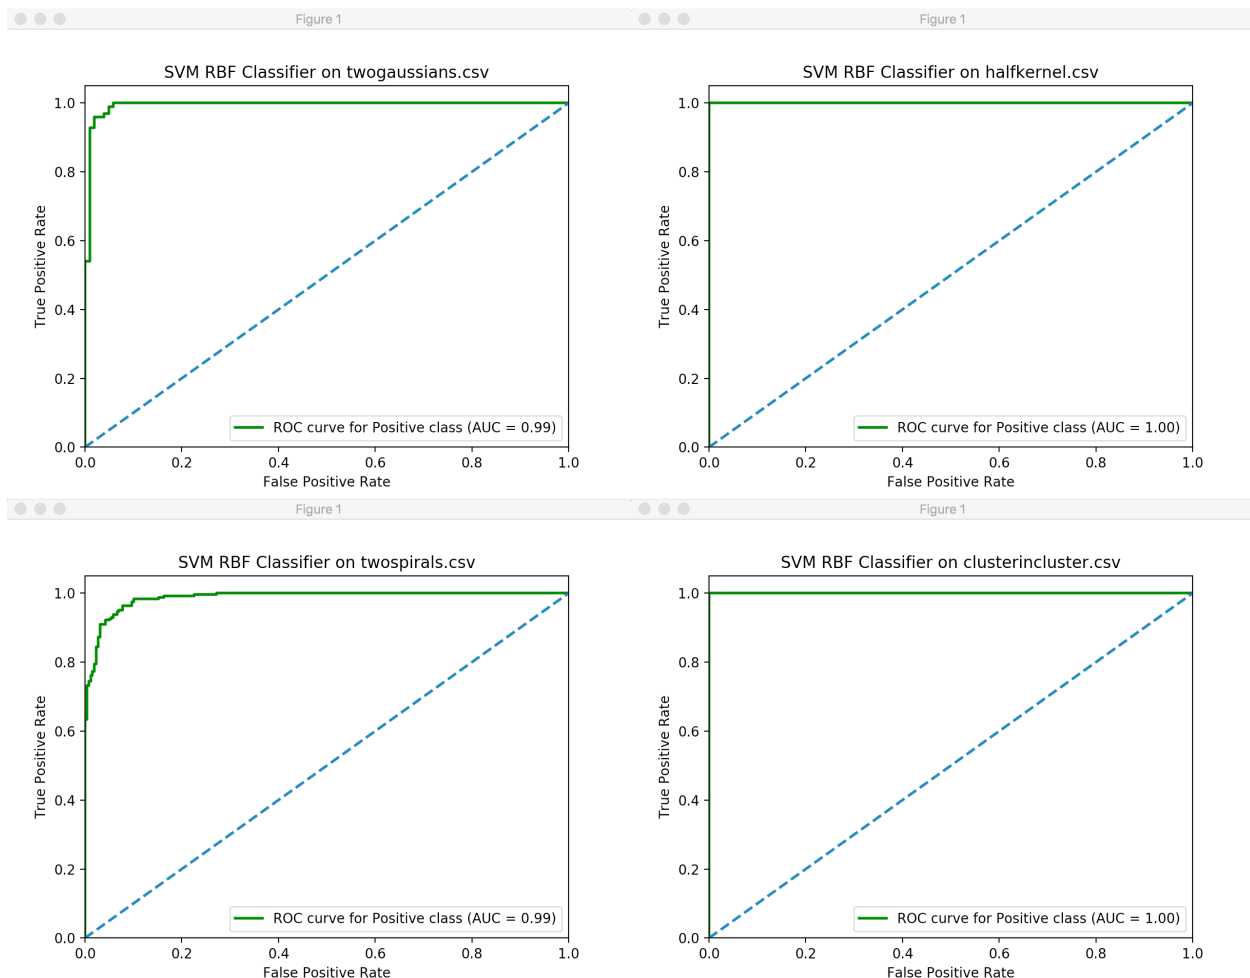 Figure 1
SVM RBF Classifier on twogaussians.csv
1.0
0.8
0.6
0.4
0.2
0.0
True Positive Rate
0.0 0.2 0.4 0.6 0.8 1.0
False Positive Rate
ROC curve for Positive class (AUC = 0.99)
Figure 1
SVM RBF Classifier on halfkernel.csv
1.0
0.8
0.6
0.4
0.2
0.0
True Positive Rate
0.0 0.2 0.4 0.6 0.8 1.0
False Positive Rate
ROC curve for Positive class (AUC = 1.00)
Figure 1
SVM RBF Classifier on twospirals.csv
1.0
0.8
0.6
0.4
0.2
0.0
True Positive Rate
0.0 0.2 0.4 0.6 0.8 1.0
False Positive Rate
ROC curve for Positive class (AUC = 0.99)
Figure 1
SVM RBF Classifier on clusterincluster.csv
1.0
0.8
0.6
0.4
0.2
0.0
True Positive Rate
0.0 0.2 0.4 0.6 0.8 1.0
False Positive Rate
ROC curve for Positive class (AUC = 1.00)